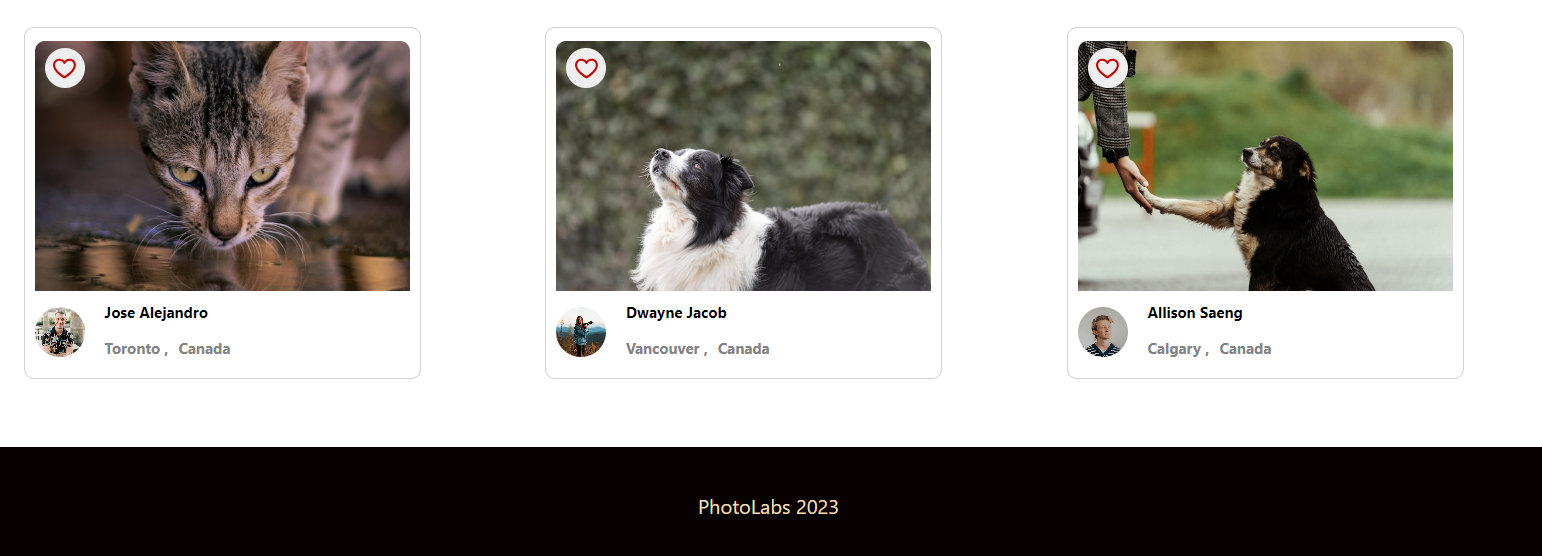 Jose Alejandro
Toronto ,  Canada
Dwayne Jacob
Vancouver ,  Canada
Allison Saeng
Calgary ,  Canada
PhotoLabs 2023